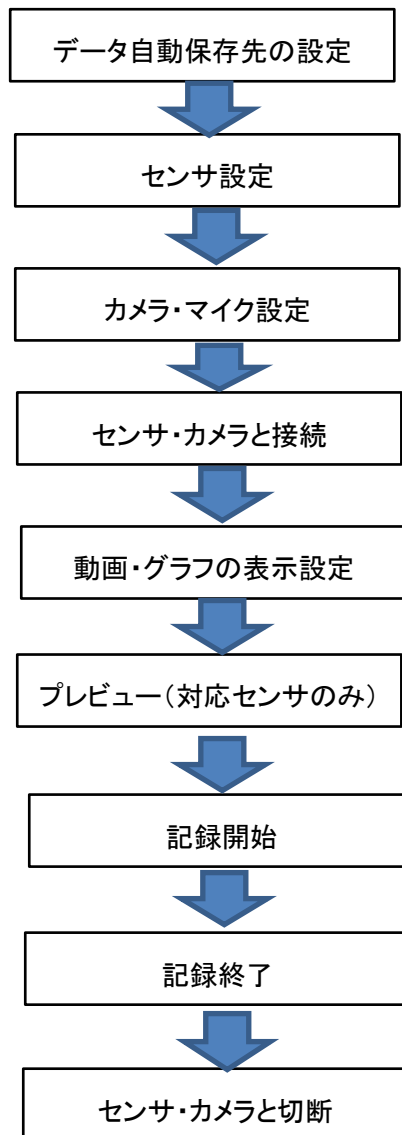 データ自動保存先の設定
センサ設定
カメラ・マイク設定
センサ・カメラと接続
動画・グラフの表示設定
プレビュー（対応センサのみ）
記録開始
記録終了
センサ・カメラと切断